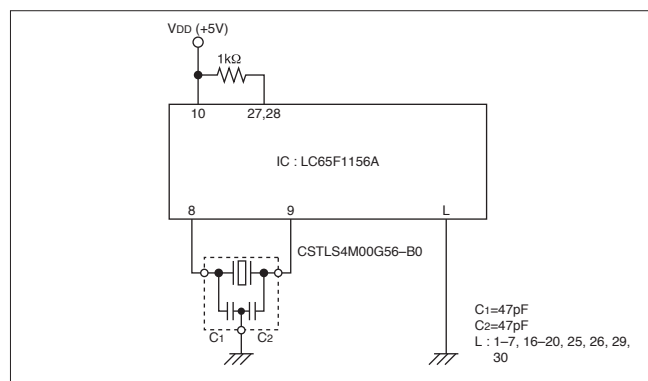 VDD (+5V)
1kΩ
10
27,28
IC : LC65F1156A
8
9
L
CSTLS4M00G56–B0
C1
C2
C1=47pF
C2=47pF
L : 1–7, 16–20, 25, 26, 29,
30